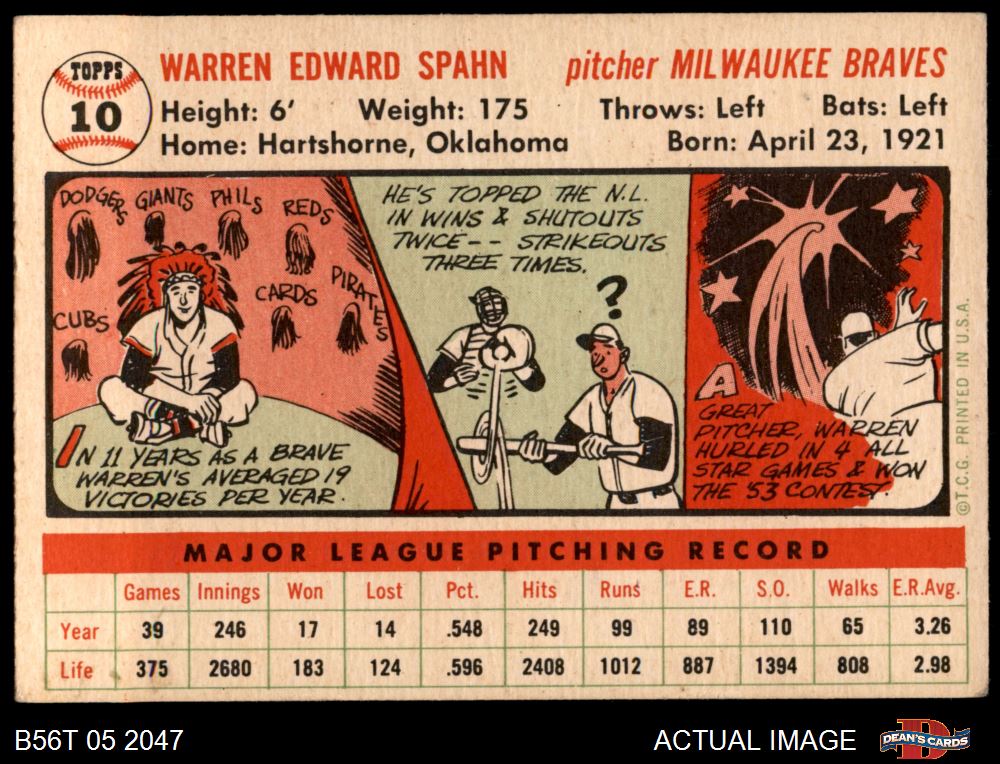 TOPPS
10
WARREN EDWARD SPAHN pitcher MILWAUKEE BRAVES
Height: 6' Weight: 175 Throws: Left Bats: Left
Home: Hartshorne, Oklahoma Born: April 23, 1921
DODGERS GIANTS PHILS REDS
CUBS CARDS PIRATES
IN 11 YEARS AS A BRAVE
WARREN'S AVERAGED 19
VICTORIES PER YEAR.
HE'S TOPPED THE N.L.
IN WINS & SHUTOUTS
TWICE-- STRIKEOUTS
THREE TIMES.
?
A
GREAT
PITCHER, WARREN
HURLED IN 4 ALL
STAR GAMES & WON
THE '53 CONTEST.
©T.C.G. PRINTED IN U.S.A.
MAJOR LEAGUE PITCHING RECORD
Games Innings Won Lost Pct. Hits Runs E.R. S.O. Walks E.R.Avg.
Year 39 246 17 14 .548 249 99 89 110 65 3.26
Life 375 2680 183 124 .596 2408 1012 887 1394 808 2.98
B56T 05 2047 ACTUAL IMAGE D DEAN'S CARDS